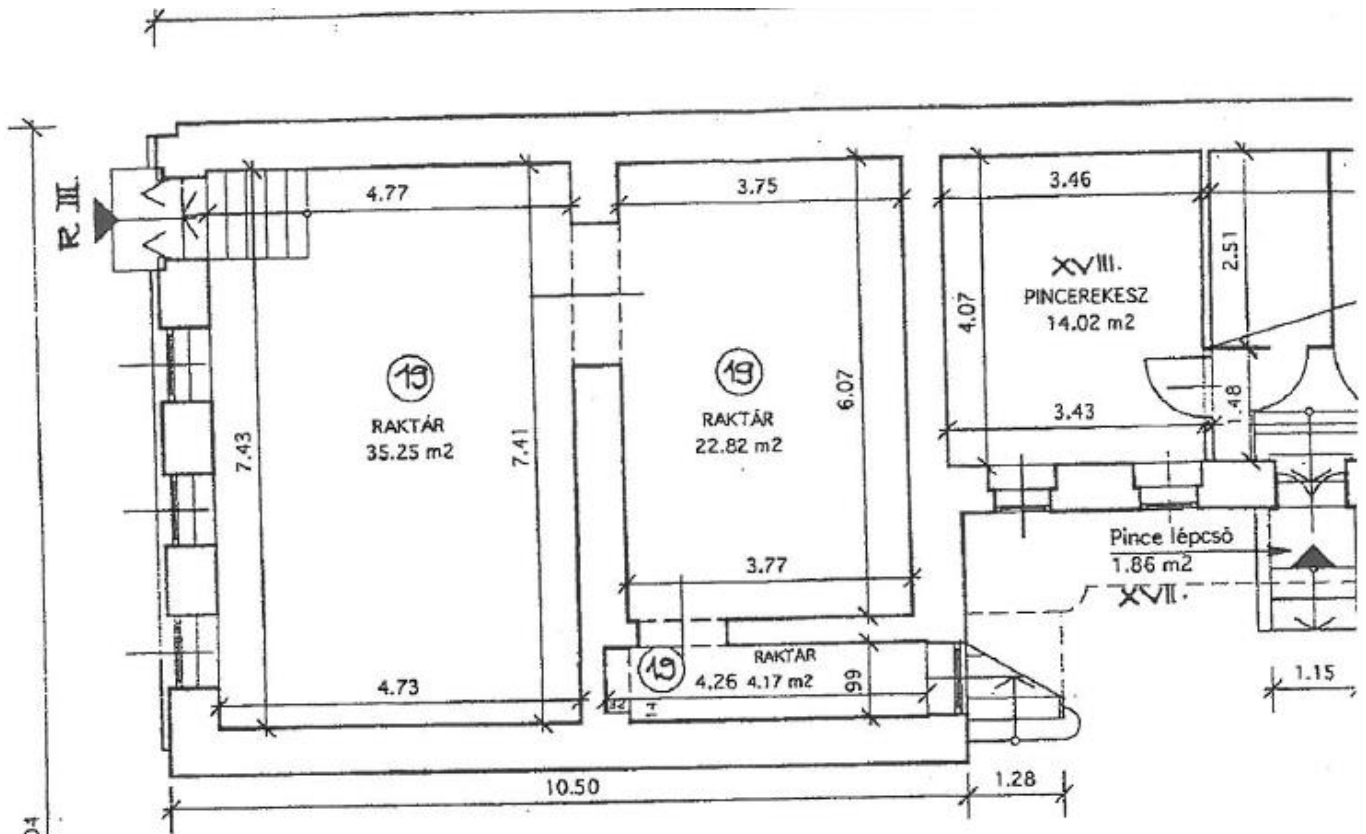 R III.
4.77
3.75
3.46
2.51
XVIII.
PINCEREKESZ
14.02 m2
4.07
19
RAKTÁR
35.25 m2
19
RAKTÁR
22.82 m2
6.07
7.43
7.41
3.43
1.48
Pince lépcső
1.86 m2
XVII.
3.77
19
RAKTÁR
4.26 4.17 m2
99
32
14
4.73
1.15
10.50
1.28
04